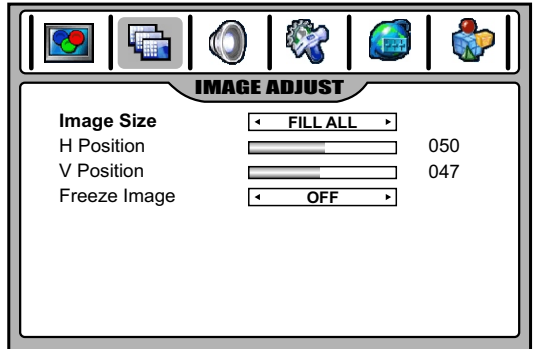 IMAGE ADJUST
Image Size FILL ALL
H Position 050
V Position 047
Freeze Image OFF